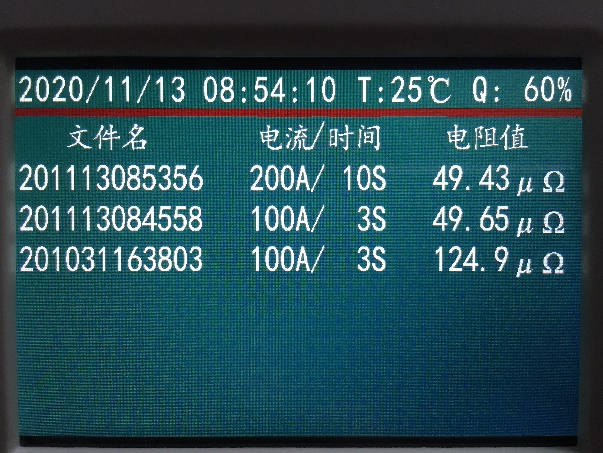 2020/11/13 08:54:10 T:25℃ Q: 60%
文件名 电流/时间 电阻值
201113085356 200A/ 10S 49.43μΩ
201113084558 100A/ 3S 49.65μΩ
201031163803 100A/ 3S 124.9μΩ